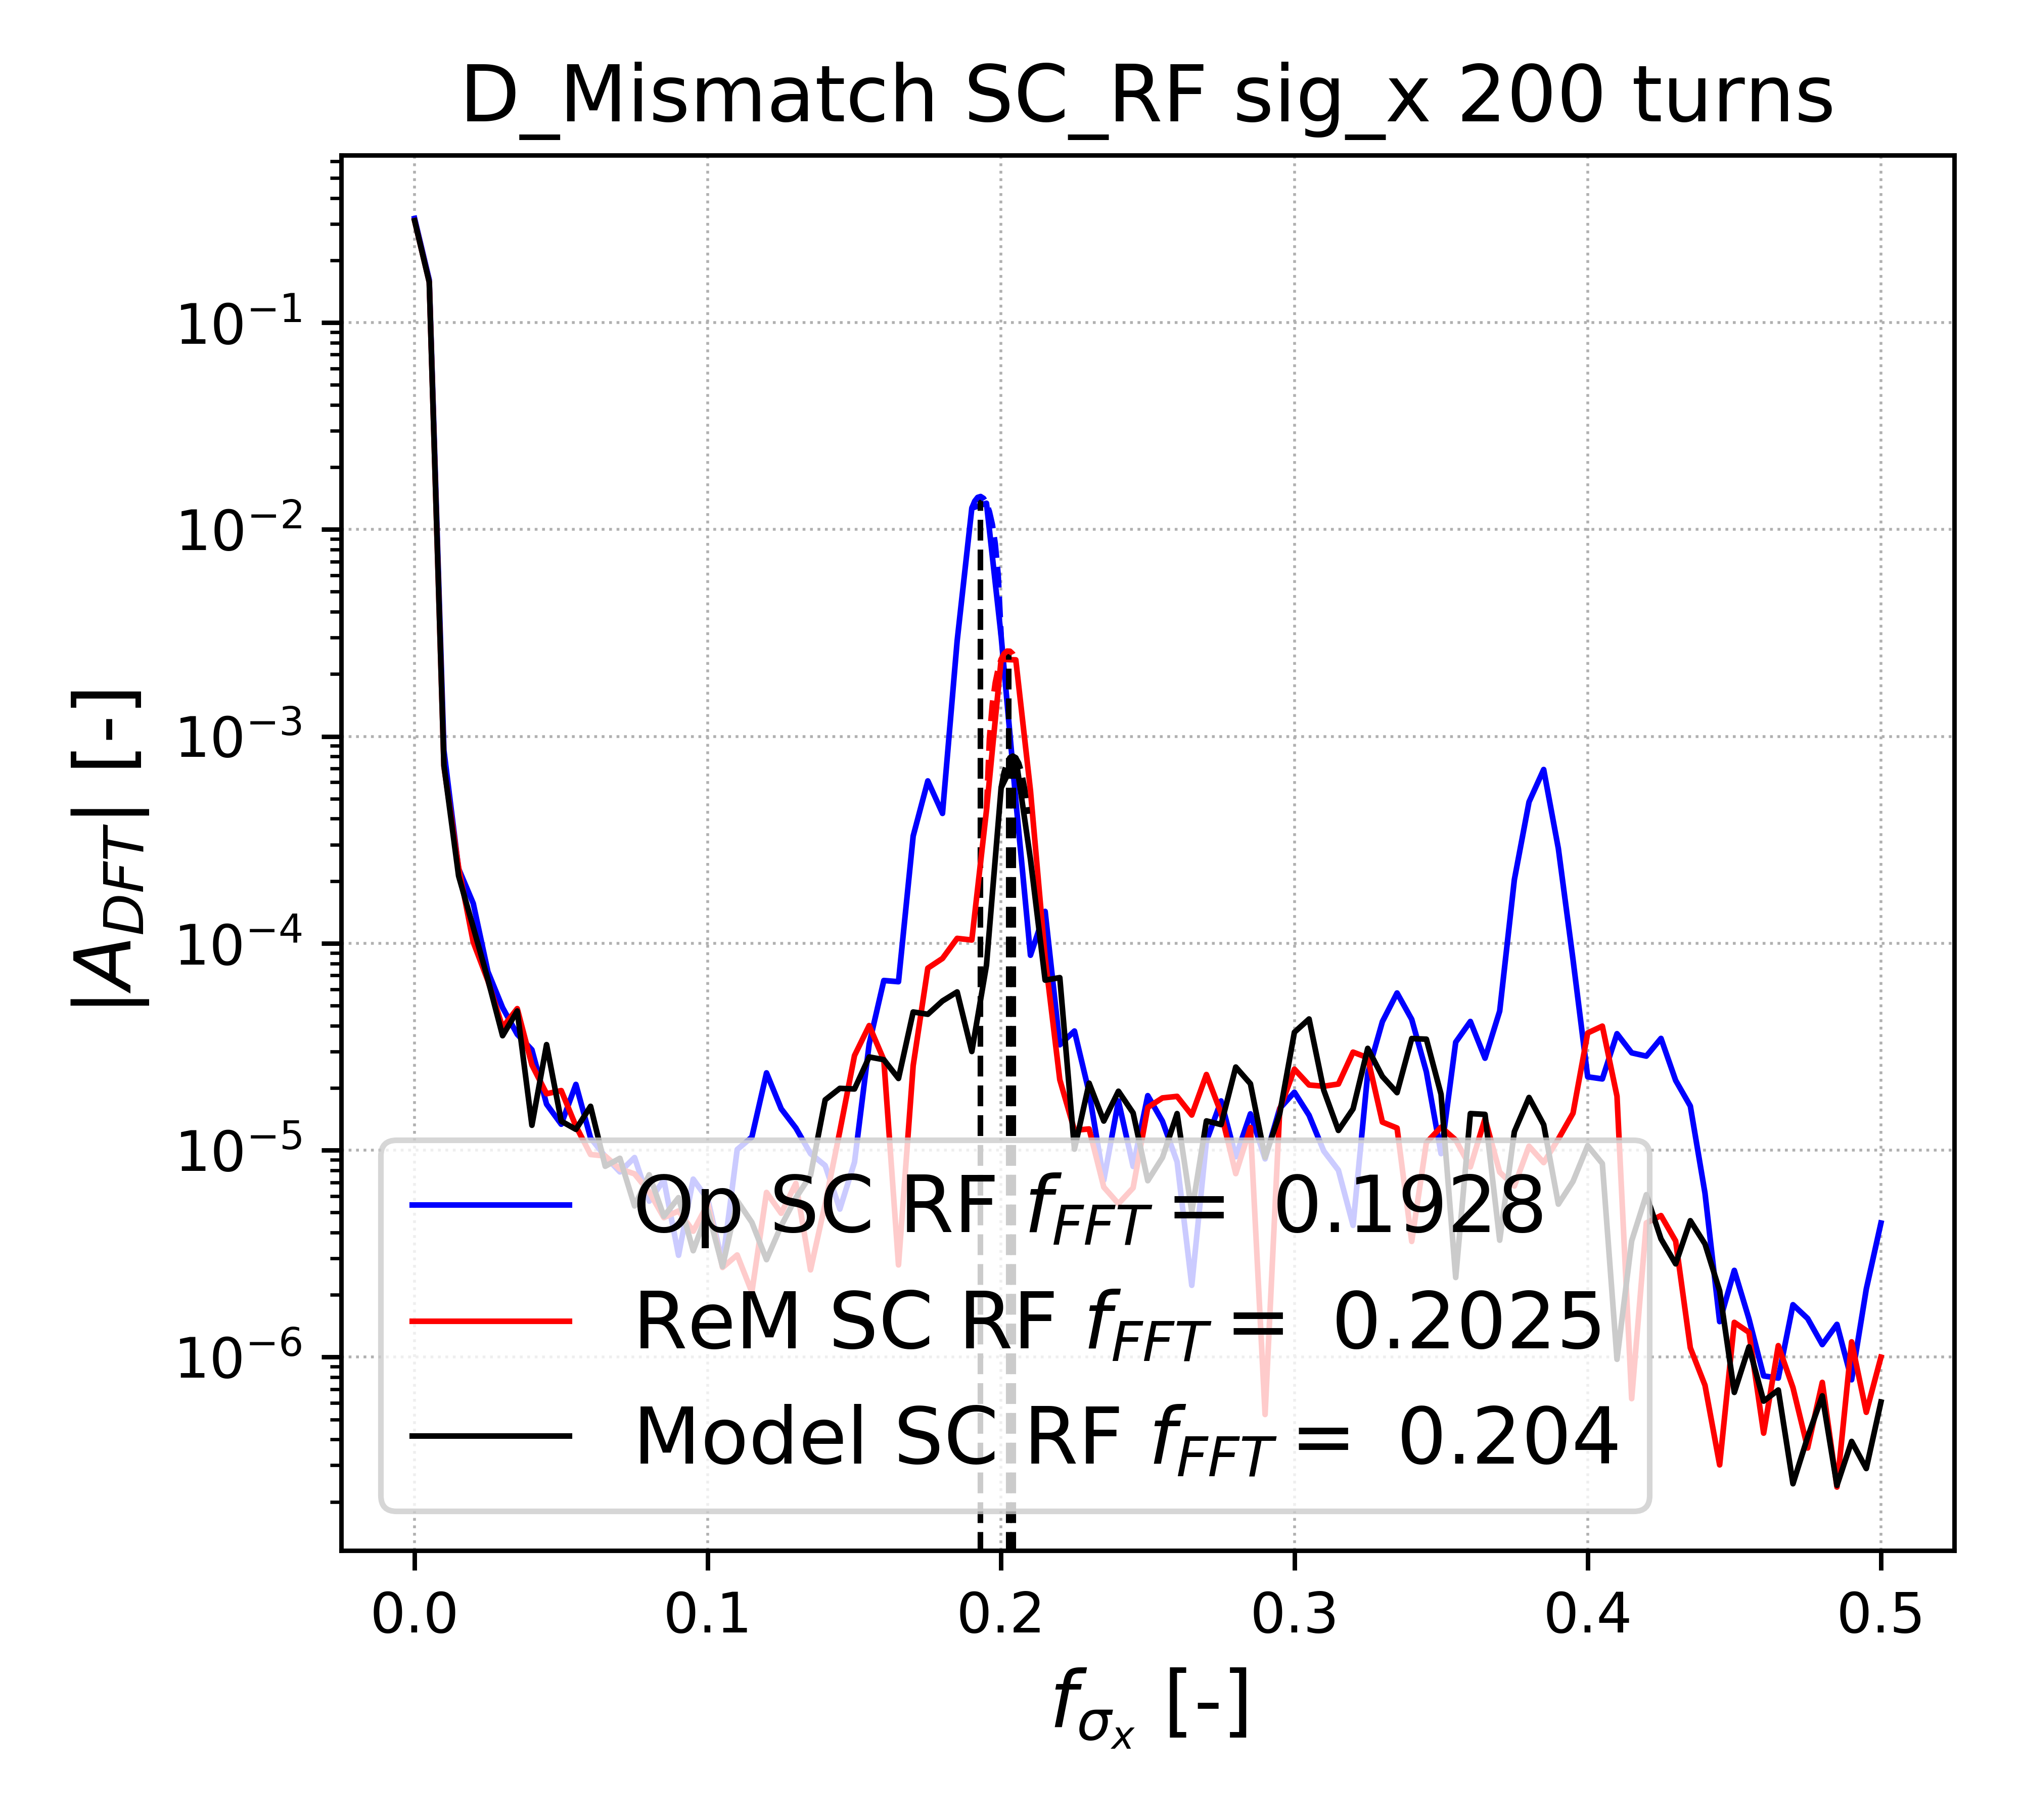 D_Mismatch SC_RF sig_x 200 turns
|A_DFT| [-]
10⁻¹
10⁻²
10⁻³
10⁻⁴
10⁻⁵
10⁻⁶
Op SC RF f_FFT = 0.1928
ReM SC RF f_FFT = 0.2025
Model SC RF f_FFT = 0.204
0.0 0.1 0.2 0.3 0.4 0.5
f_σₓ [-]